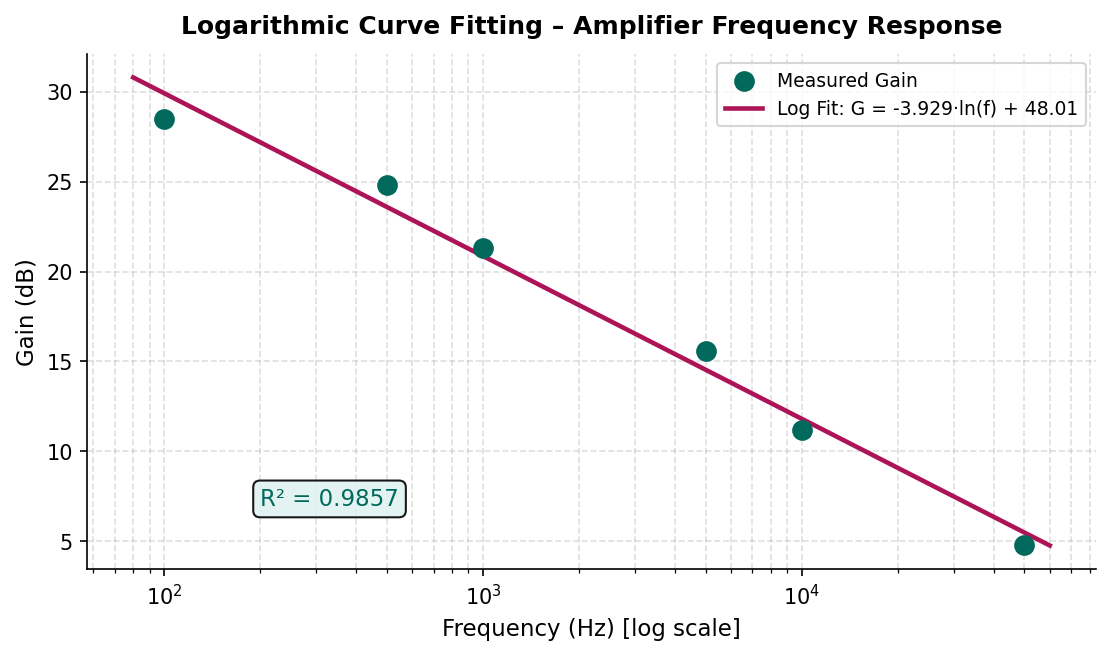 Logarithmic Curve Fitting – Amplifier Frequency Response
Measured Gain
Log Fit: G = -3.929·ln(f) + 48.01
Gain (dB)
30
25
20
15
10
5
R² = 0.9857
10² 10³ 10⁴
Frequency (Hz) [log scale]